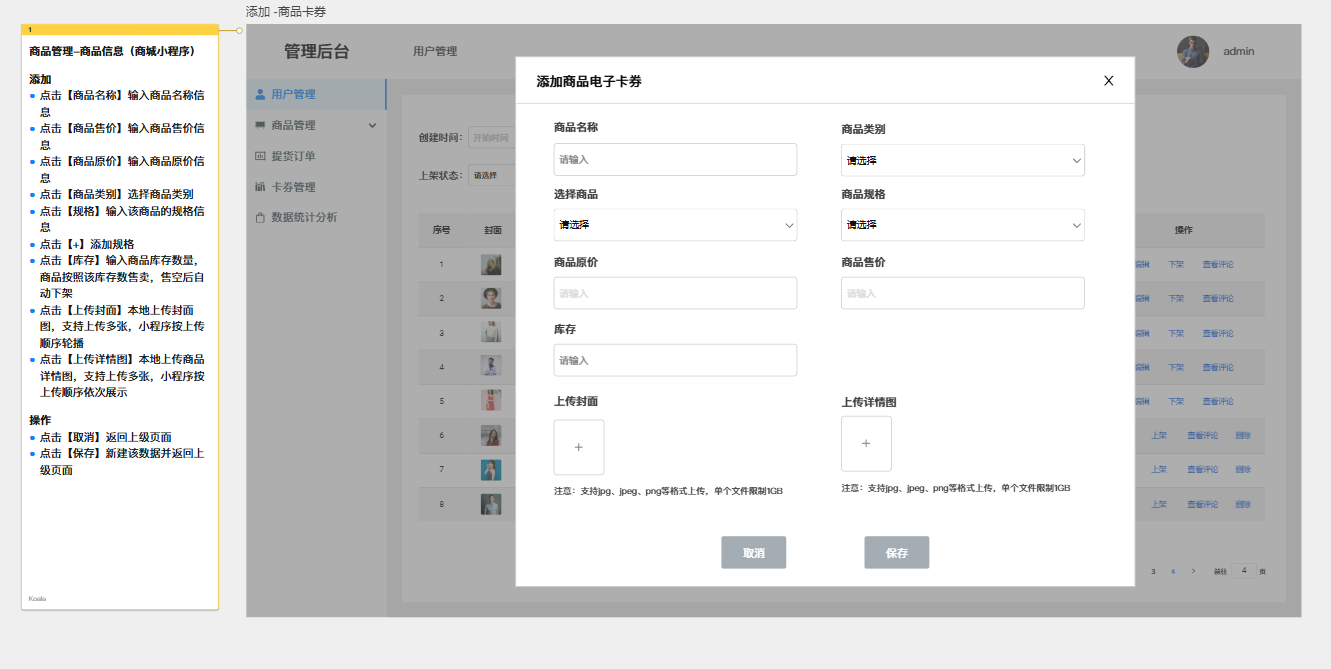 添加 -商品卡券
1
商品管理–商品信息（商城小程序）
添加
点击【商品名称】输入商品名称信
息
点击【商品售价】输入商品售价信
息
点击【商品原价】输入商品原价信
息
点击【商品类别】选择商品类别
点击【规格】输入该商品的规格信
息
点击【+】添加规格
点击【库存】输入商品库存数量，
商品按照该库存数售卖，售空后自
动下架
点击【上传封面】本地上传封面
图，支持上传多张，小程序按上传
顺序轮播
点击【上传详情图】本地上传商品
详情图，支持上传多张，小程序按
上传顺序依次展示
操作
点击【取消】返回上级页面
点击【保存】新建该数据并返回上
级页面
Koala
管理后台
用户管理
admin
用户管理
商品管理
提货订单
卡券管理
数据统计分析
创建时间： 开始时间
上架状态： 请选择
序号 封面 操作
1 编辑 下架 查看评论
2 编辑 下架 查看评论
3 编辑 下架 查看评论
4 编辑 下架 查看评论
5 编辑 下架 查看评论
6 上架 查看评论 删除
7 上架 查看评论 删除
8 上架 查看评论 删除
3 4 > 前往 4 页
添加商品电子卡券 X
商品名称 商品类别
请输入 请选择
选择商品 商品规格
请选择 请选择
商品原价 商品售价
请输入 请输入
库存
请输入
上传封面 上传详情图
+ +
注意：支持jpg、jpeg、png等格式上传，单个文件限制1GB 注意：支持jpg、jpeg、png等格式上传，单个文件限制1GB
取消 保存